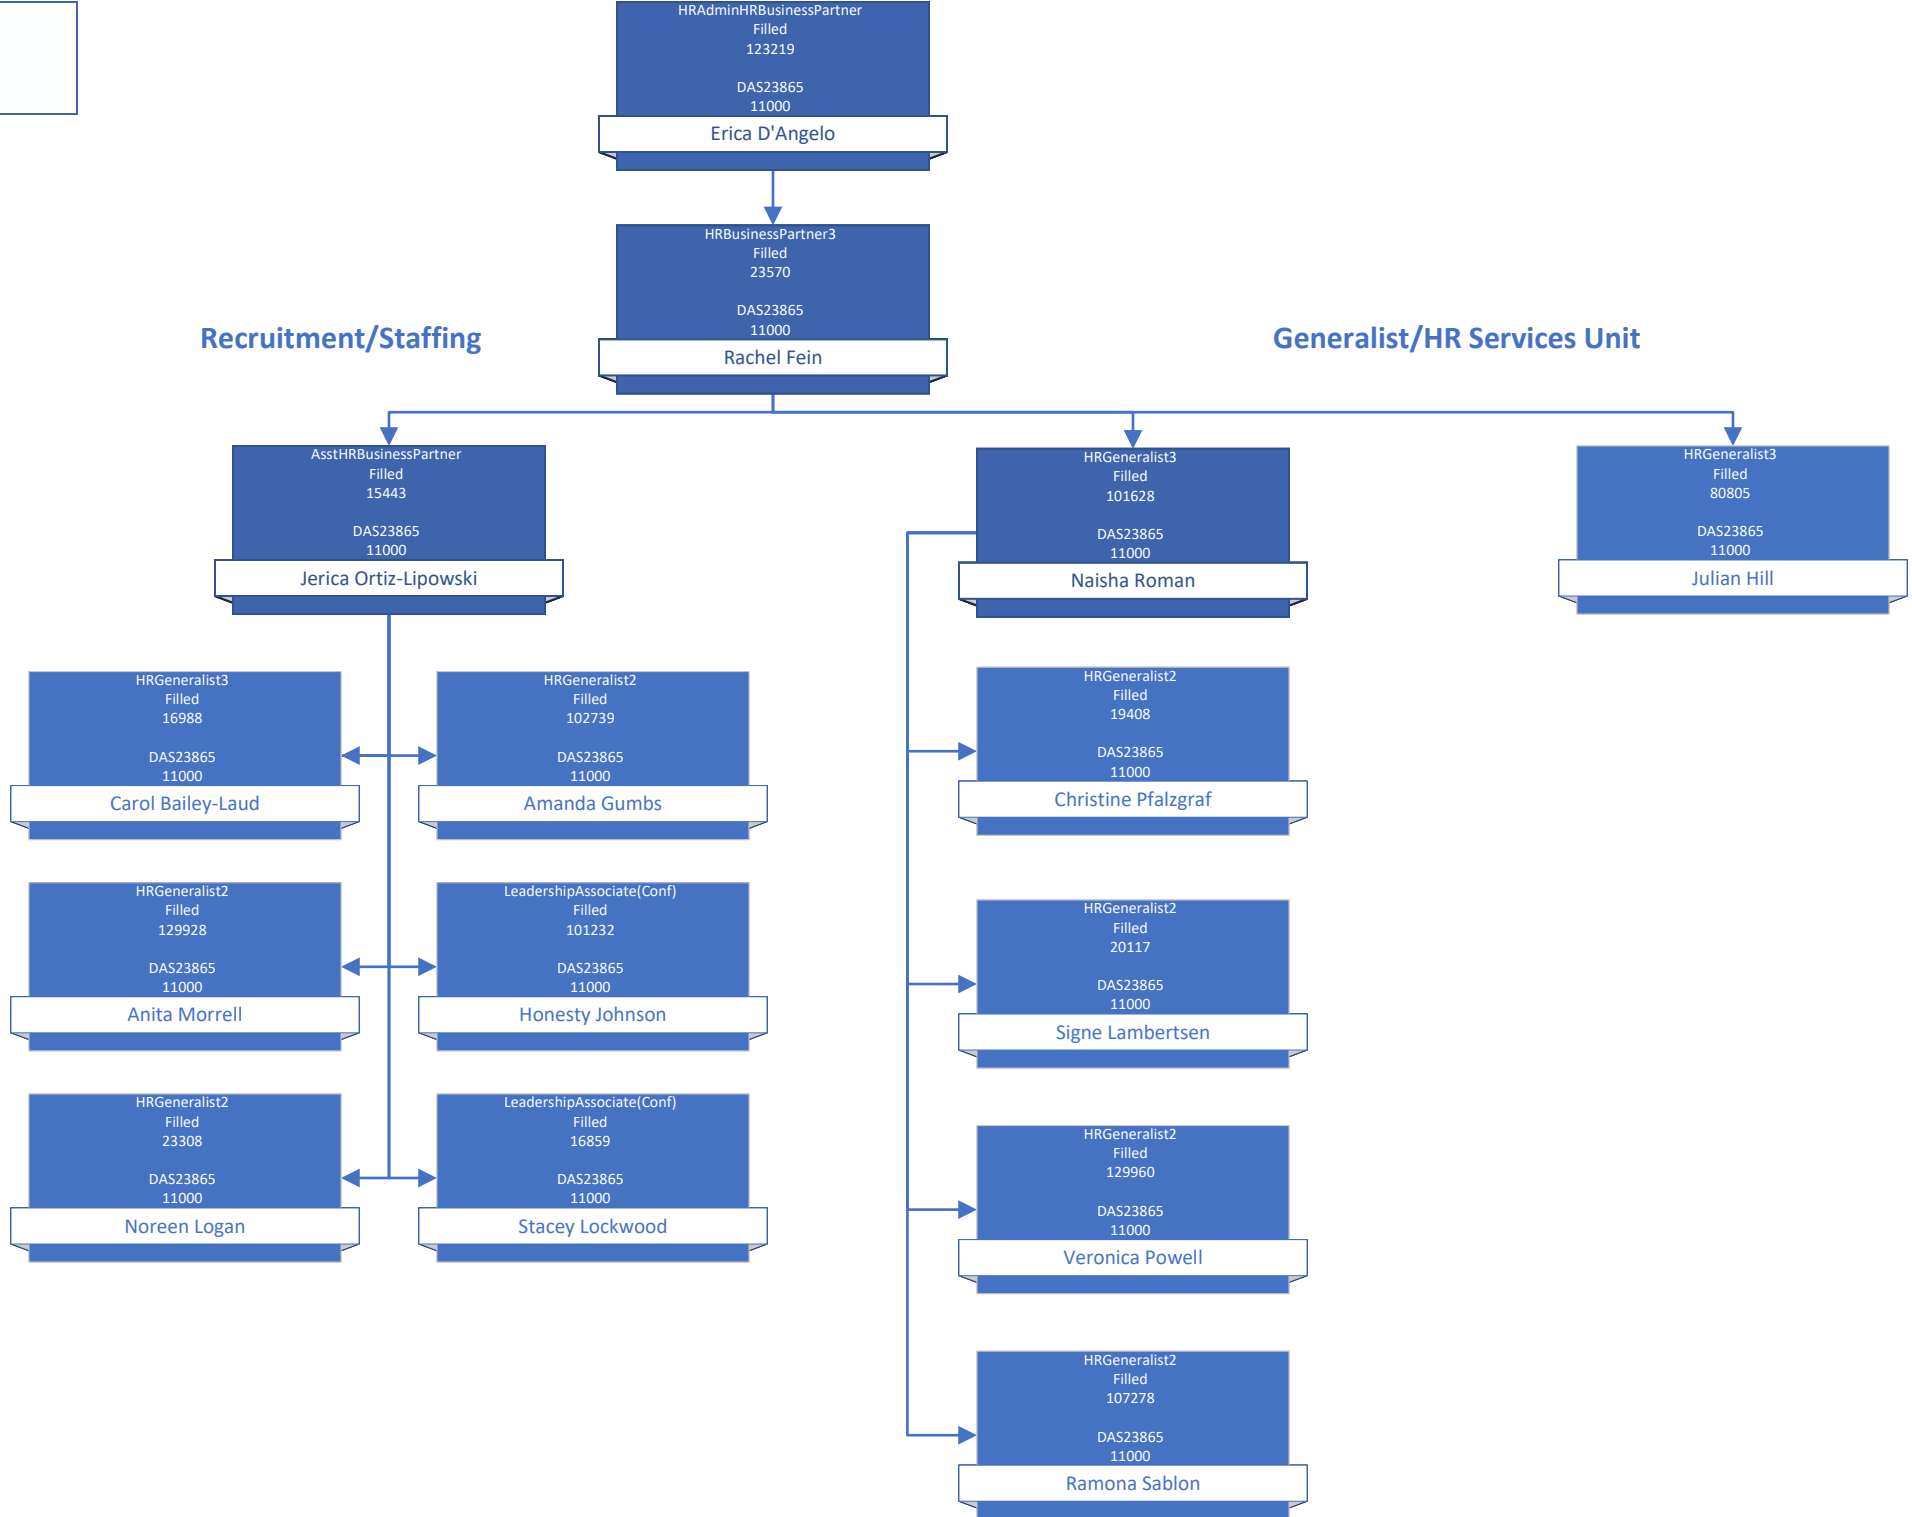 HRAdminHRBusinessPartner
Filled
123219
DAS23865
11000
Erica D'Angelo
HRBusinessPartner3
Filled
23570
DAS23865
11000
Rachel Fein
Recruitment/Staffing
Generalist/HR Services Unit
AsstHRBusinessPartner
Filled
15443
DAS23865
11000
Jerica Ortiz-Lipowski
HRGeneralist3
Filled
101628
DAS23865
11000
Naisha Roman
HRGeneralist3
Filled
80805
DAS23865
11000
Julian Hill
HRGeneralist3
Filled
16988
DAS23865
11000
Carol Bailey-Laud
HRGeneralist2
Filled
102739
DAS23865
11000
Amanda Gumbs
HRGeneralist2
Filled
19408
DAS23865
11000
Christine Pfalzgraf
HRGeneralist2
Filled
129928
DAS23865
11000
Anita Morrell
LeadershipAssociate(Conf)
Filled
101232
DAS23865
11000
Honesty Johnson
HRGeneralist2
Filled
20117
DAS23865
11000
Signe Lambertsen
HRGeneralist2
Filled
23308
DAS23865
11000
Noreen Logan
LeadershipAssociate(Conf)
Filled
16859
DAS23865
11000
Stacey Lockwood
HRGeneralist2
Filled
129960
DAS23865
11000
Veronica Powell
HRGeneralist2
Filled
107278
DAS23865
11000
Ramona Sablon